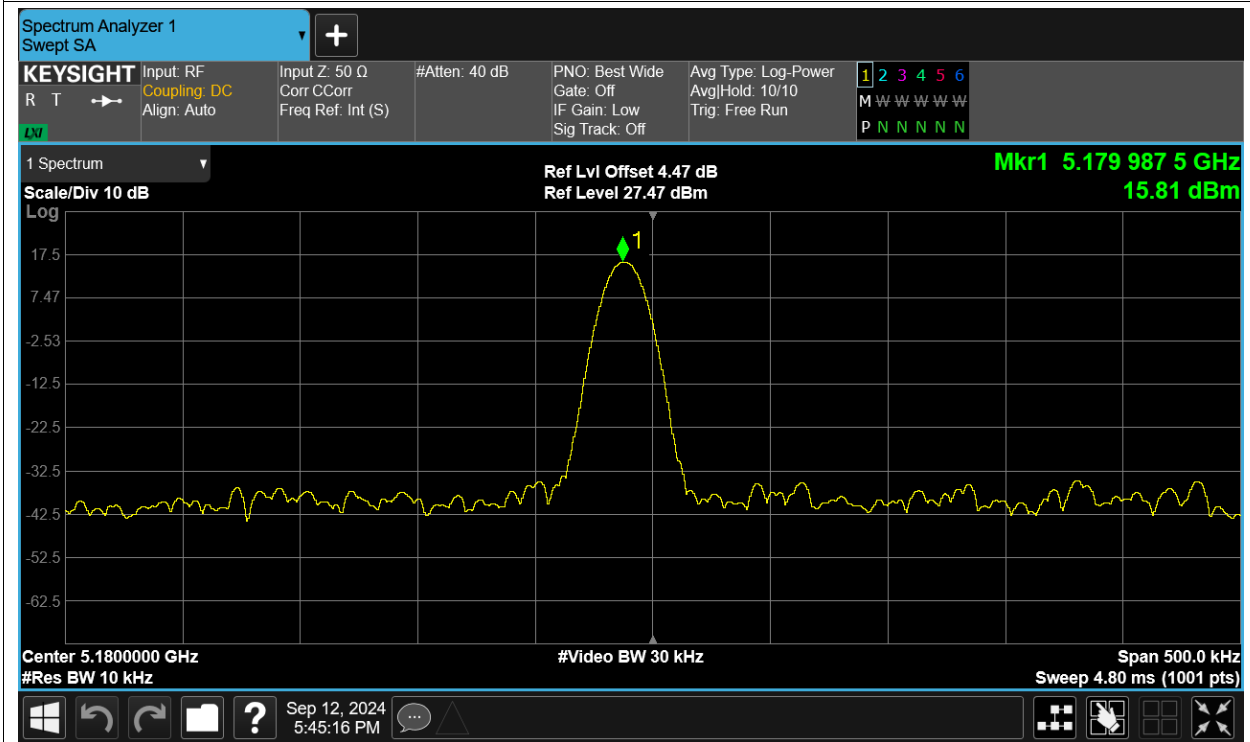 Spectrum Analyzer 1
Swept SA
KEYSIGHT
R T
LXI
Input: RF
Coupling: DC
Align: Auto
Input Z: 50 Ω
Corr CCorr
Freq Ref: Int (S)
#Atten: 40 dB
PNO: Best Wide
Gate: Off
IF Gain: Low
Sig Track: Off
Avg Type: Log-Power
Avg|Hold: 10/10
Trig: Free Run
1 2 3 4 5 6
M W W W W W
P N N N N N
1 Spectrum
Scale/Div 10 dB
Log
Ref Lvl Offset 4.47 dB
Ref Level 27.47 dBm
Mkr1 5.179 987 5 GHz
15.81 dBm
1
17.5
7.47
-2.53
-12.5
-22.5
-32.5
-42.5
-52.5
-62.5
Center 5.1800000 GHz
#Video BW 30 kHz
Span 500.0 kHz
#Res BW 10 kHz
Sweep 4.80 ms (1001 pts)
?
Sep 12, 2024
5:45:16 PM